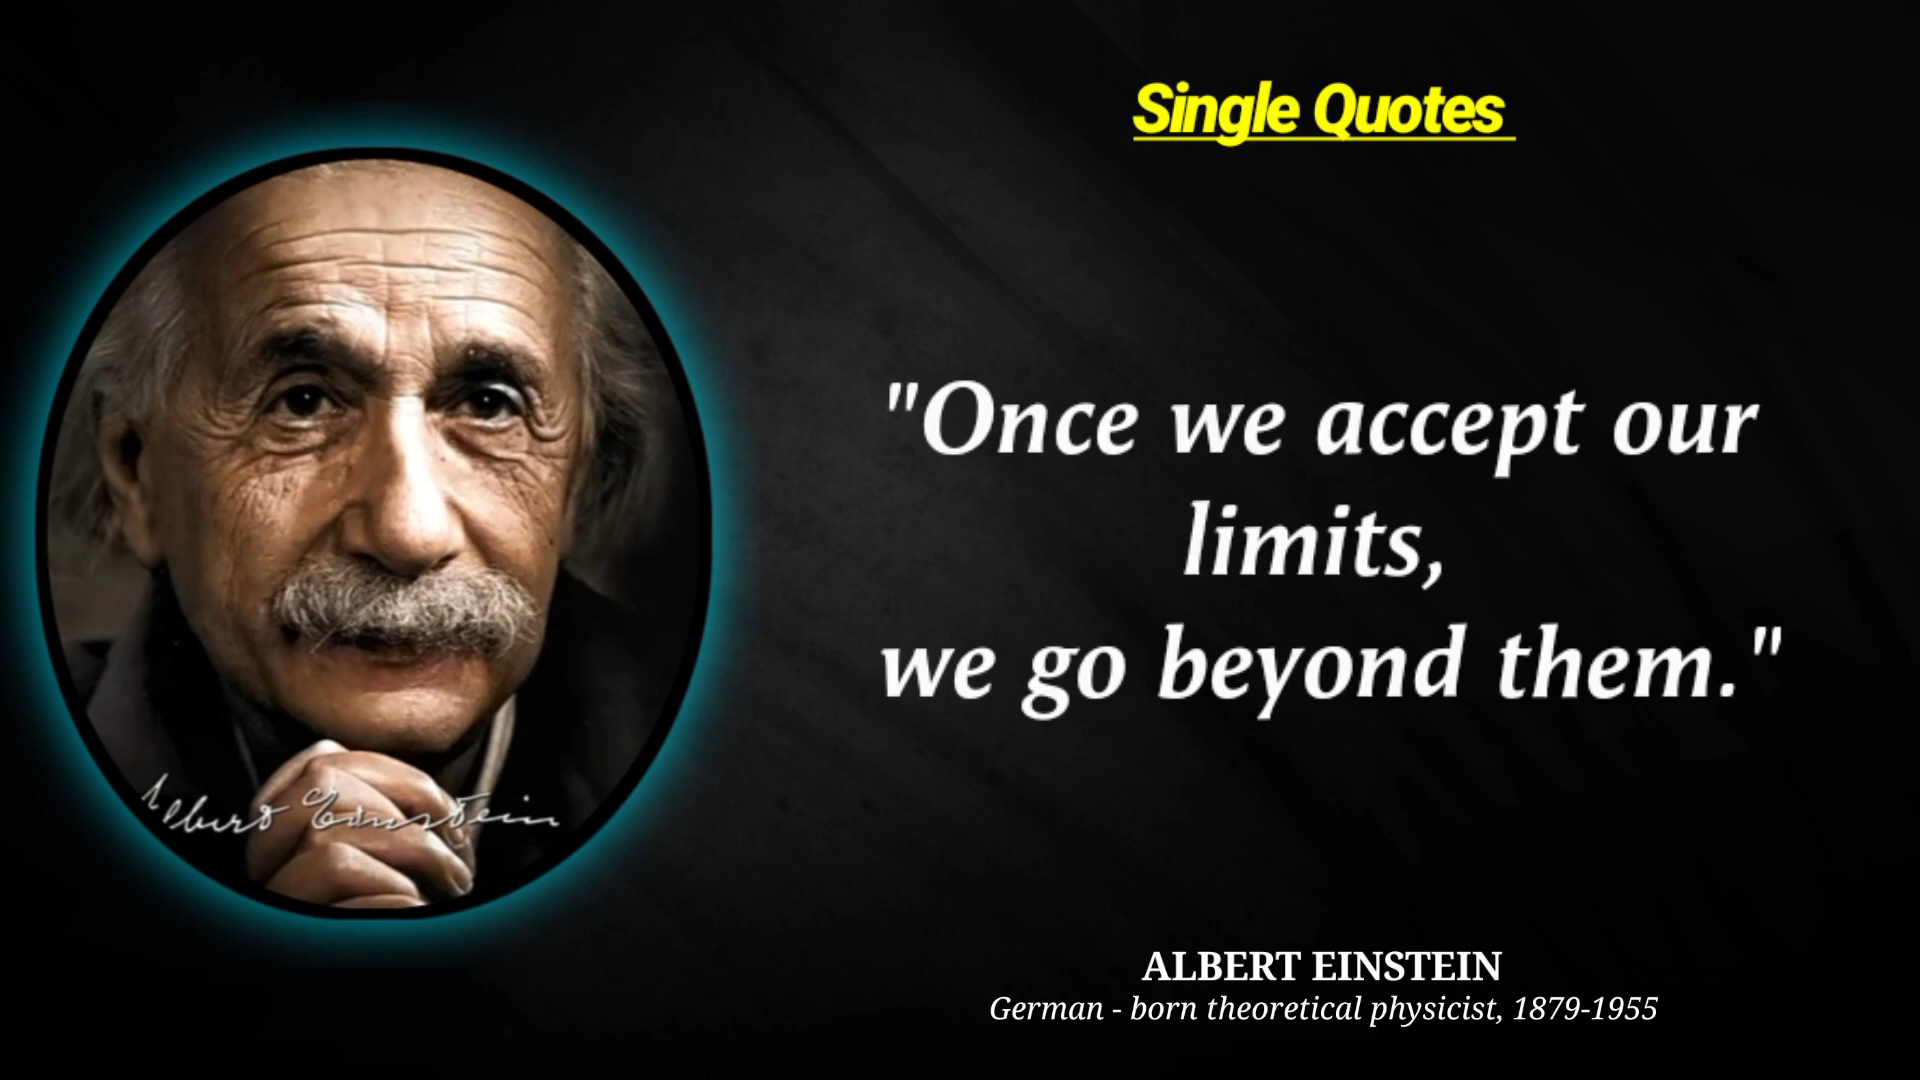 Single Quotes
"Once we accept our
limits,
we go beyond them."
Albert Einstein
ALBERT EINSTEIN
German - born theoretical physicist, 1879-1955